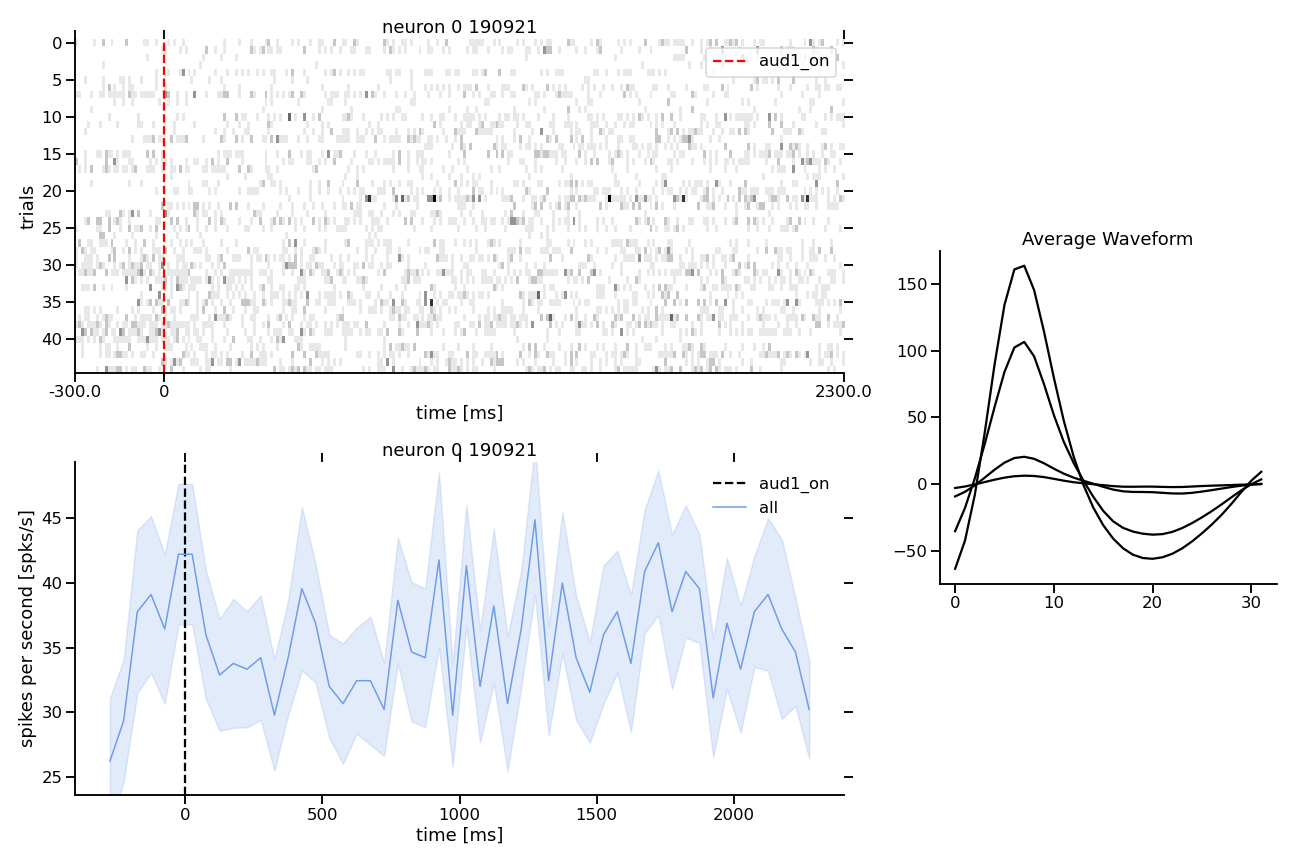 neuron 0 190921
0
5
10
15
20
25
30
35
40
trials
aud1_on
-300.0 0 2300.0
time [ms]
neuron 0 190921
45
40
35
30
25
spikes per second [spks/s]
aud1_on
all
0 500 1000 1500 2000
time [ms]
Average Waveform
150
100
50
0
−50
0 10 20 30